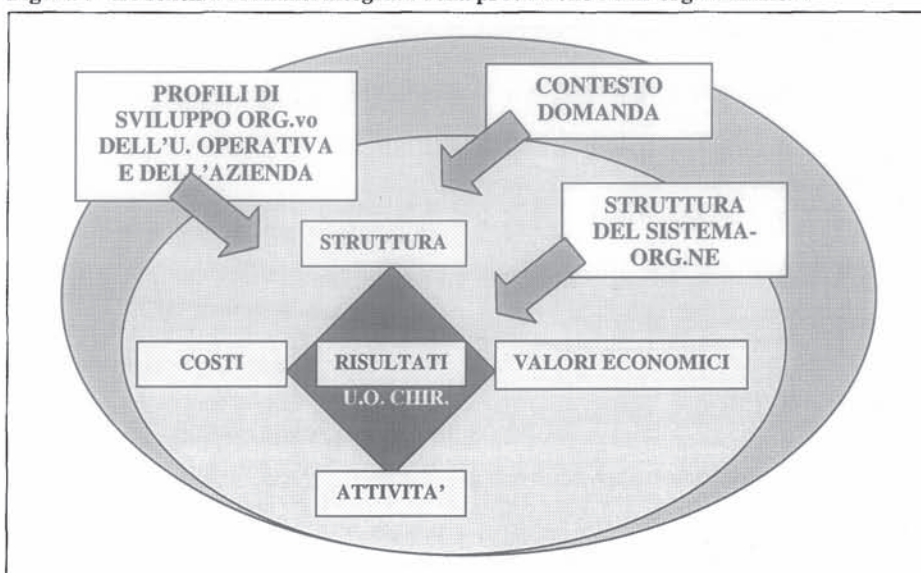 PROFILI DI
SVILUPPO ORG.vo
DELL'U. OPERATIVA
E DELL'AZIENDA
CONTESTO
DOMANDA
STRUTTURA
DEL SISTEMA-
ORG.NE
STRUTTURA
COSTI
RISULTATI
VALORI ECONOMICI
U.O. CHIR.
ATTIVITA'